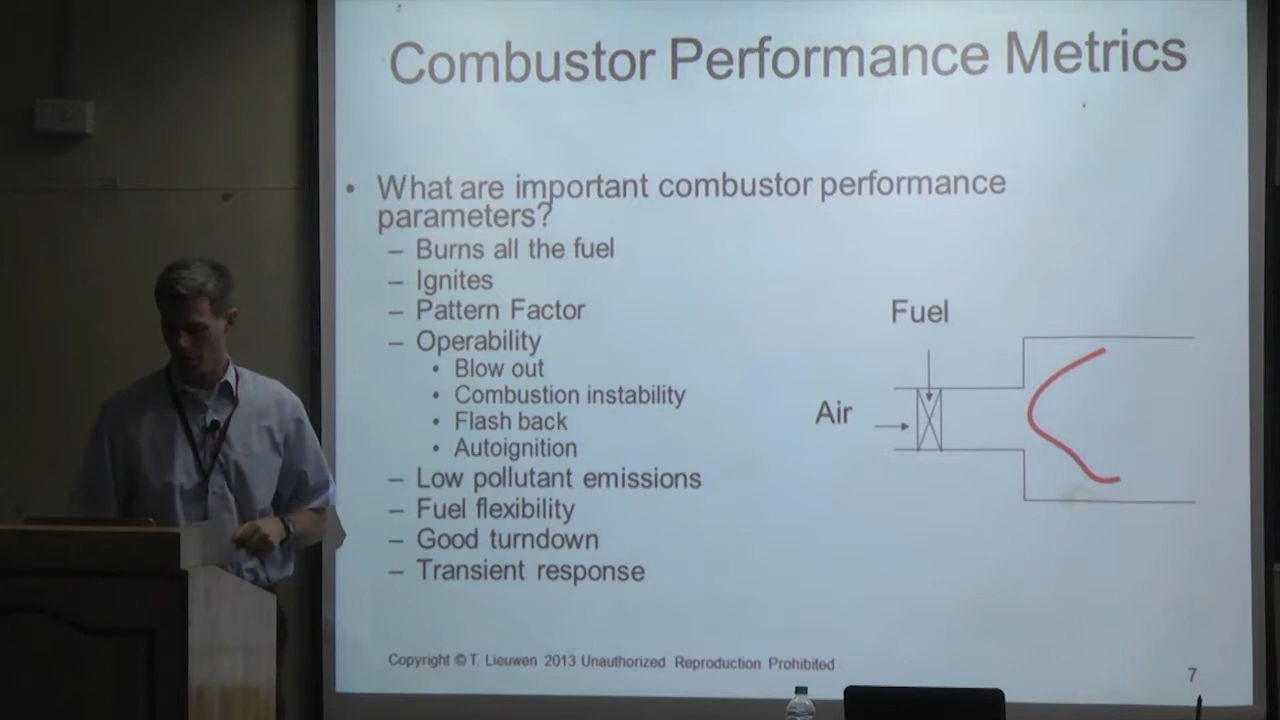 Combustor Performance Metrics
• What are important combustor performance
parameters?
– Burns all the fuel
– Ignites
– Pattern Factor
– Operability
• Blow out
• Combustion instability
• Flash back
• Autoignition
– Low pollutant emissions
– Fuel flexibility
– Good turndown
– Transient response
Fuel
Air
Copyright © T. Lieuwen 2013 Unauthorized Reproduction Prohibited
7